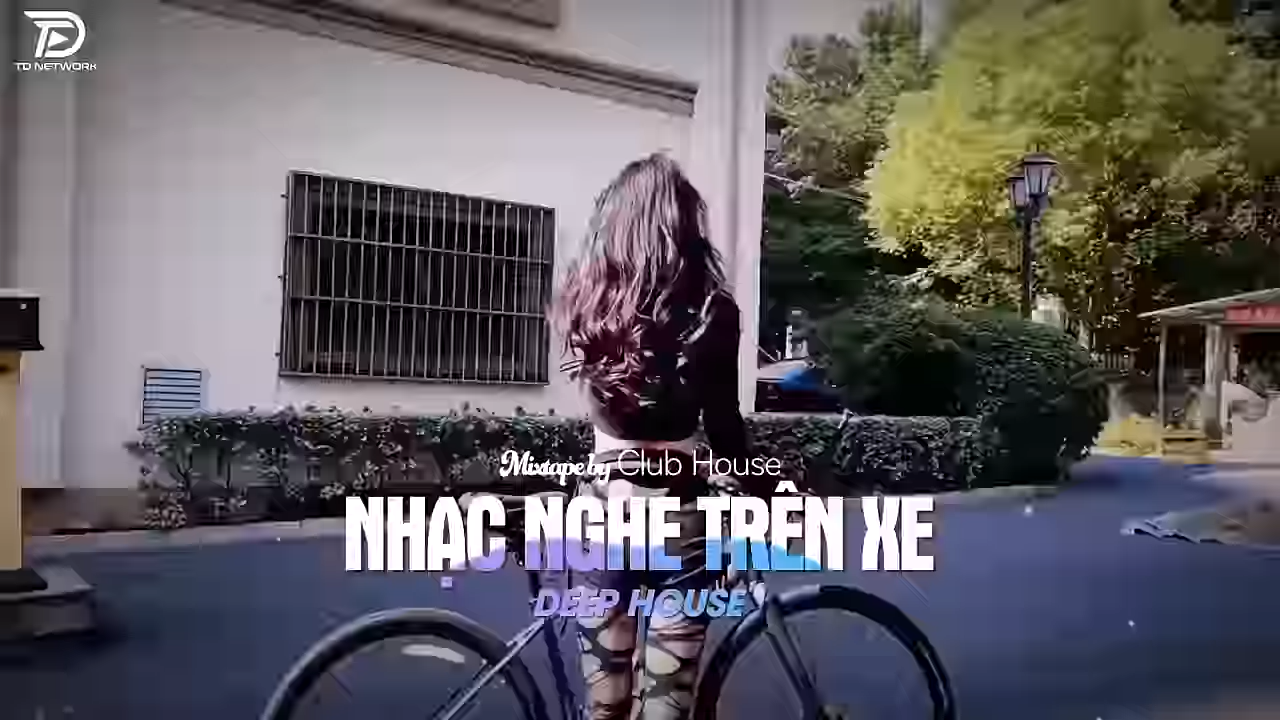 TD NETWORK
Mixtape by Club House
NHẠC NGHE TRÊN XE
DEEP HOUSE